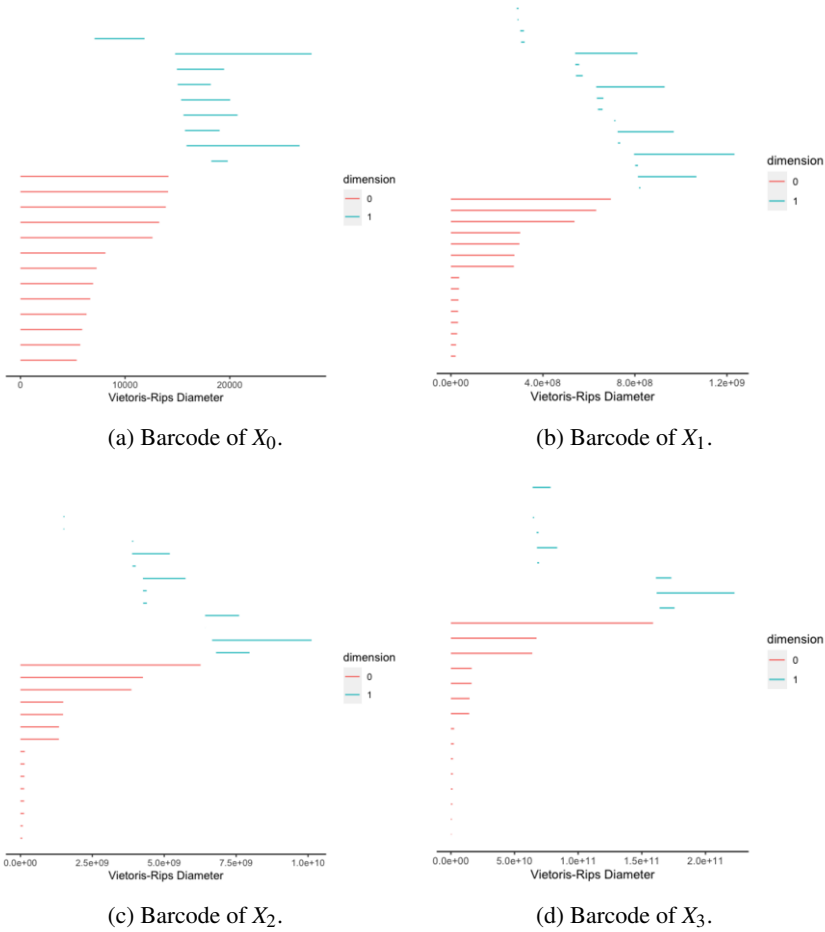 dimension
0
1
0
10000
20000
Vietoris-Rips Diameter
(a) Barcode of X0.
dimension
0
1
0.0e+00
4.0e+08
8.0e+08
1.2e+09
Vietoris-Rips Diameter
(b) Barcode of X1.
dimension
0
1
0.0e+00
2.5e+09
5.0e+09
7.5e+09
1.0e+10
Vietoris-Rips Diameter
(c) Barcode of X2.
dimension
0
1
0.0e+00
5.0e+10
1.0e+11
1.5e+11
2.0e+11
Vietoris-Rips Diameter
(d) Barcode of X3.